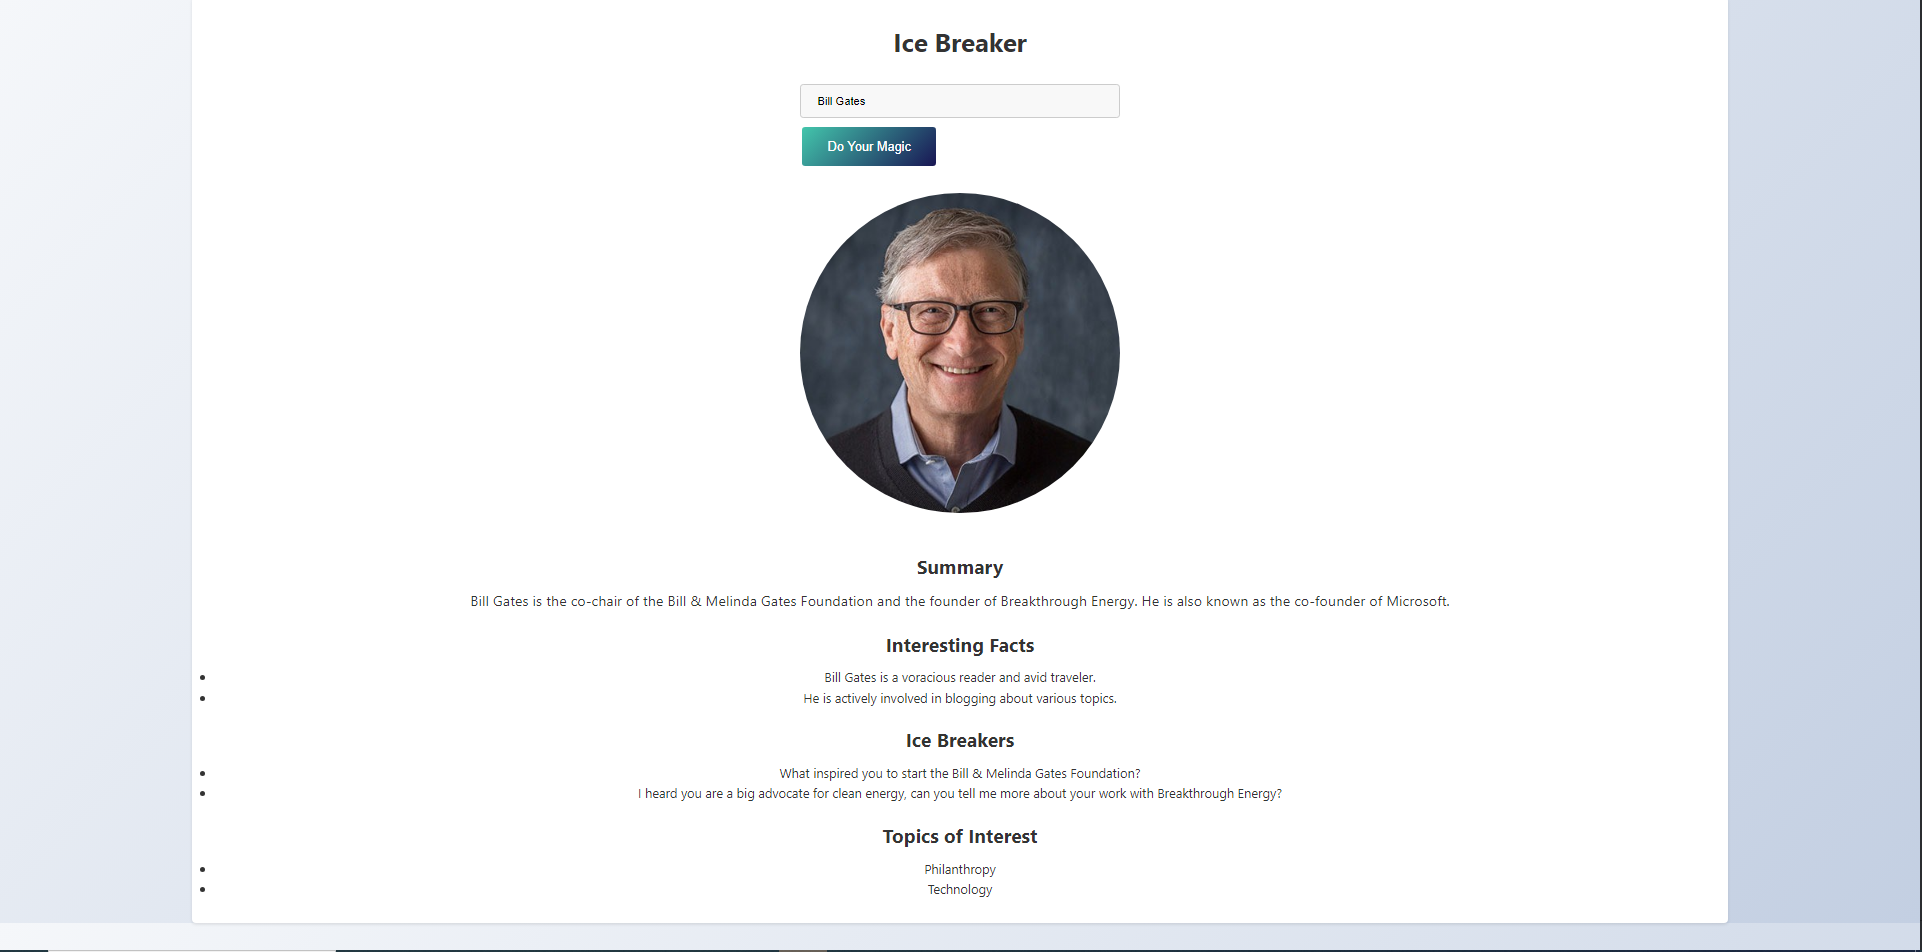 Ice Breaker
Bill Gates
Do Your Magic
Summary
Bill Gates is the co-chair of the Bill & Melinda Gates Foundation and the founder of Breakthrough Energy. He is also known as the co-founder of Microsoft.
Interesting Facts
Bill Gates is a voracious reader and avid traveler.
He is actively involved in blogging about various topics.
Ice Breakers
What inspired you to start the Bill & Melinda Gates Foundation?
I heard you are a big advocate for clean energy, can you tell me more about your work with Breakthrough Energy?
Topics of Interest
Philanthropy
Technology